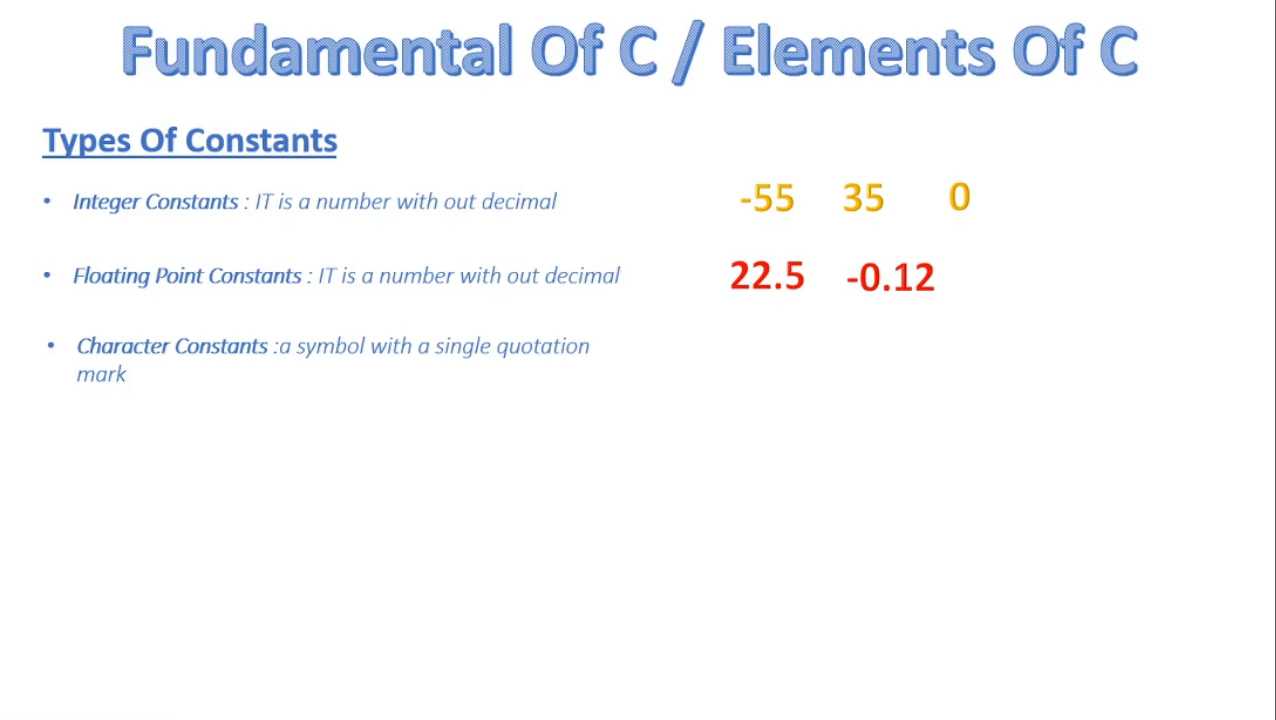 Fundamental Of C / Elements Of C
Types Of Constants
• Integer Constants : IT is a number with out decimal -55 35 0
• Floating Point Constants : IT is a number with out decimal 22.5 -0.12
• Character Constants :a symbol with a single quotation
mark